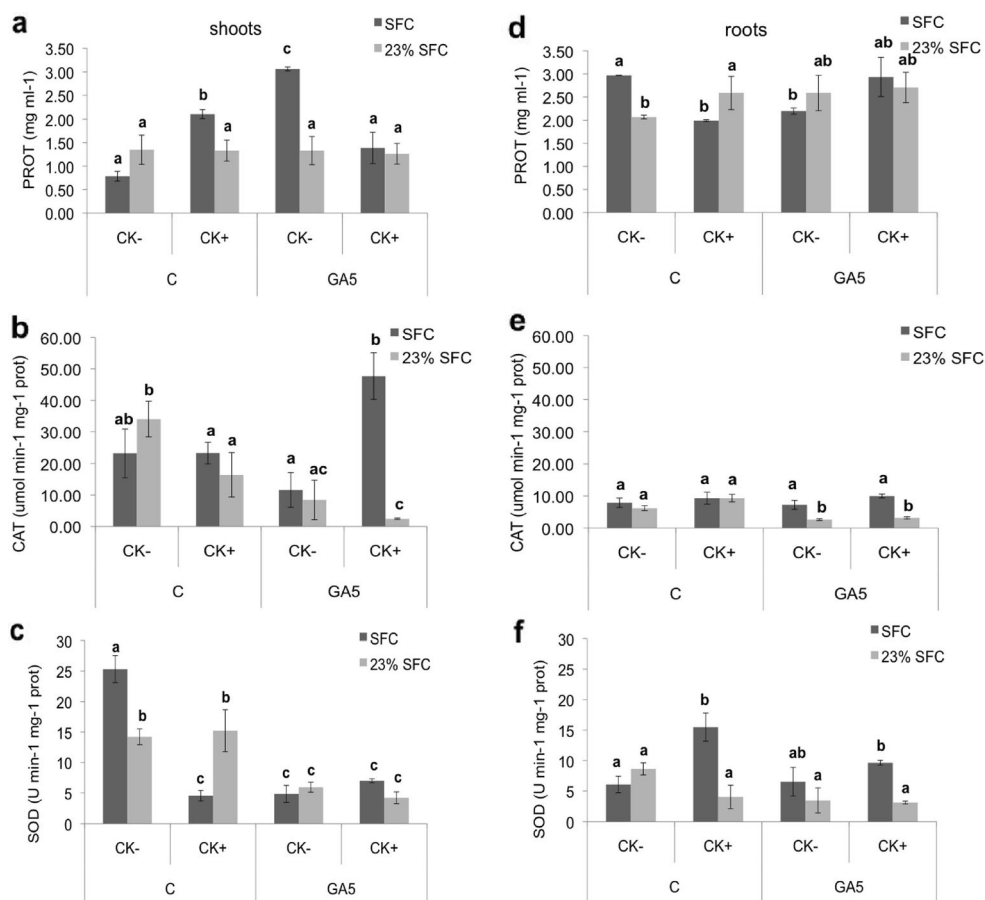 a
shoots
SFC
23% SFC
PROT (mg ml-1)
3.50
3.00
2.50
2.00
1.50
1.00
0.50
0.00
a a b a c a a a
CK- CK+ CK- CK+
C GA5
d
roots
SFC
23% SFC
PROT (mg ml-1)
3.50
3.00
2.50
2.00
1.50
1.00
0.50
0.00
a b b a b ab ab ab
CK- CK+ CK- CK+
C GA5
b
SFC
23% SFC
CAT (umol min-1 mg-1 prot)
60.00
50.00
40.00
30.00
20.00
10.00
0.00
ab b a a a ac b c
CK- CK+ CK- CK+
C GA5
e
SFC
23% SFC
CAT (umol min-1 mg-1 prot)
60.00
50.00
40.00
30.00
20.00
10.00
0.00
a a a a a b a b
CK- CK+ CK- CK+
C GA5
c
SFC
23% SFC
SOD (U min-1 mg-1 prot)
30
25
20
15
10
5
0
a b c b c c c c
CK- CK+ CK- CK+
C GA5
f
SFC
23% SFC
SOD (U min-1 mg-1 prot)
30
25
20
15
10
5
0
a a b a ab a b a
CK- CK+ CK- CK+
C GA5